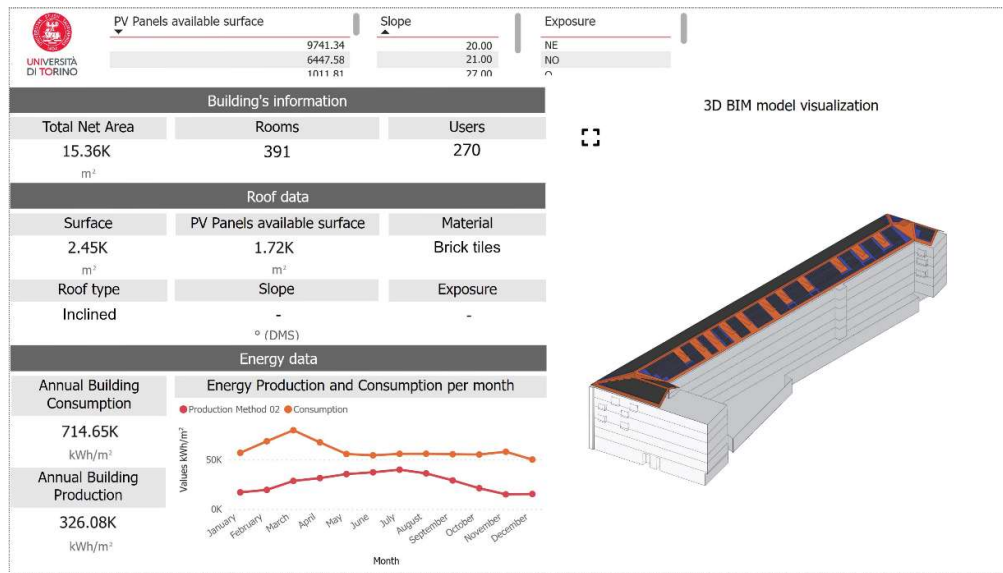 UNIVERSITÀ
DI TORINO
PV Panels available surface
9741.34
6447.58
1011.81
Slope
20.00
21.00
27.00
Exposure
NE
NO
Building's information
Total Net Area Rooms Users
15.36K 391 270
m²
Roof data
Surface PV Panels available surface Material
2.45K 1.72K Brick tiles
m² m²
Roof type Slope Exposure
Inclined - -
° (DMS)
Energy data
Annual Building
Consumption
714.65K
kWh/m²
Annual Building
Production
326.08K
kWh/m²
Energy Production and Consumption per month
Production Method 02 Consumption
Values kWh/m²
50K
0K
January February March April May June July August September October November December
Month
3D BIM model visualization